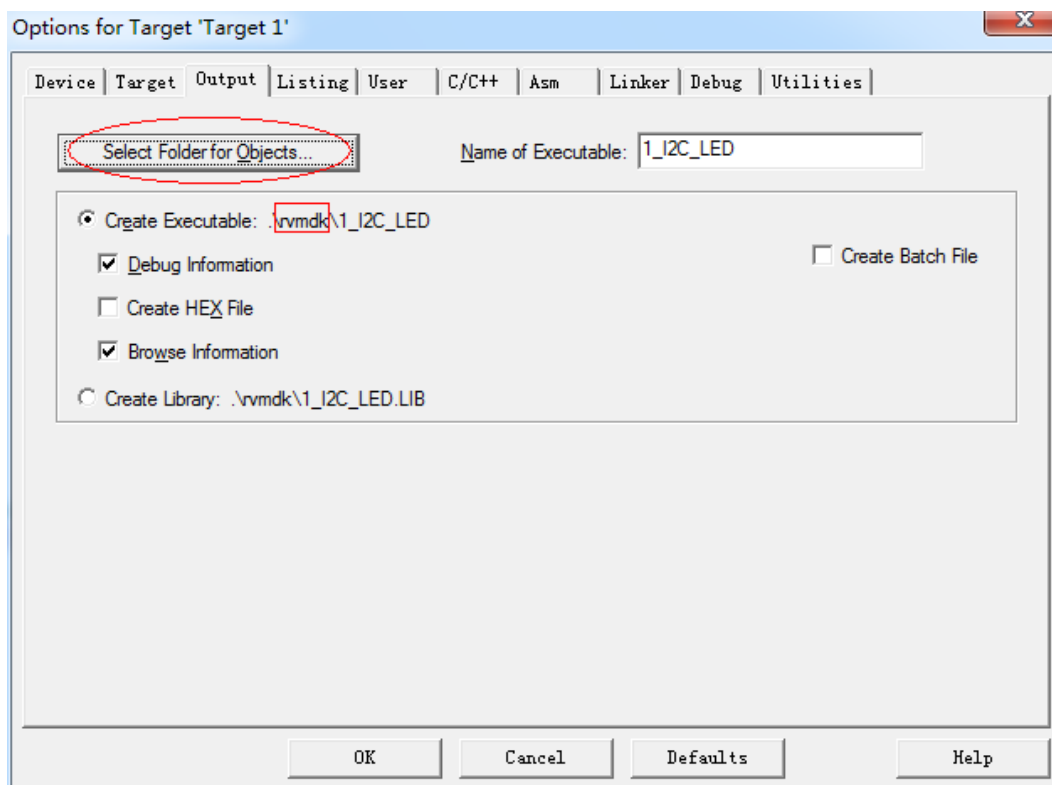 Options for Target 'Target 1'
Device Target Output Listing User C/C++ Asm Linker Debug Utilities
Select Folder for Objects... Name of Executable: 1_I2C_LED
Create Executable: .\rvmdk\1_I2C_LED
Debug Information Create Batch File
Create HEX File
Browse Information
Create Library: .\rvmdk\1_I2C_LED.LIB
OK Cancel Defaults Help